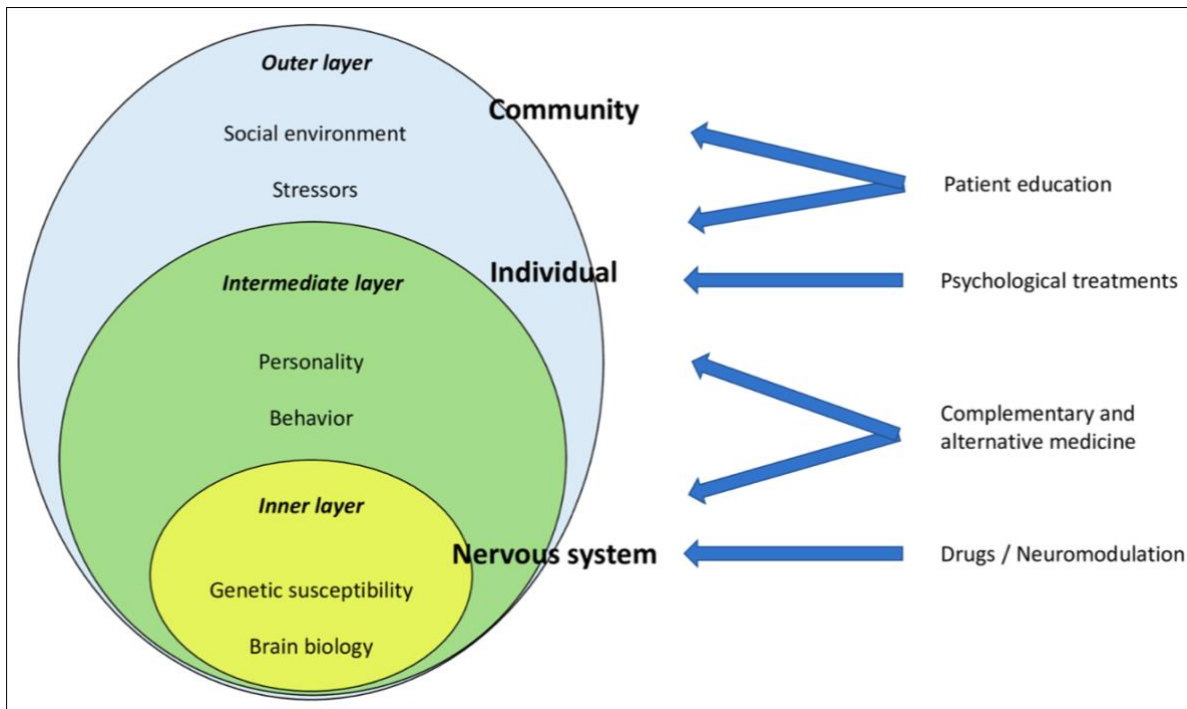 Outer layer
Community
Social environment
Stressors
Patient education
Individual
Intermediate layer
Psychological treatments
Personality
Behavior
Complementary and
alternative medicine
Inner layer
Nervous system
Drugs / Neuromodulation
Genetic susceptibility
Brain biology